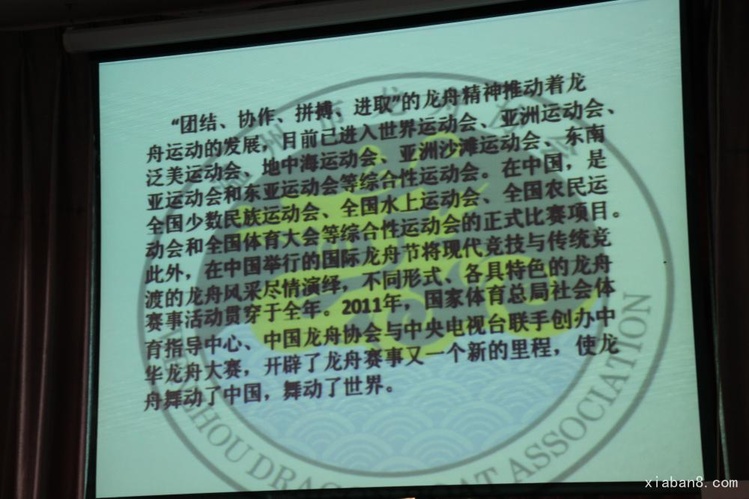 “团结、协作、拼搏、进取”的龙舟精神推动着龙
舟运动的发展，目前已进入世界运动会、亚洲运动会、
泛美运动会、地中海运动会、亚洲沙滩运动会、东南
亚运动会和东亚运动会等综合性运动会。在中国，是
全国少数民族运动会、全国水上运动会、全国农民运
动会和全国体育大会等综合性运动会的正式比赛项目。
此外，在中国举行的国际龙舟节将现代竞技与传统竞
渡的龙舟风采尽情演绎，不同形式、各具特色的龙舟
赛事活动贯穿于全年。2011年，国家体育总局社会体
育指导中心、中国龙舟协会与中央电视台联手创办中
华龙舟大赛，开辟了龙舟赛事又一个新的里程，使龙
舟舞动了中国，舞动了世界。
ASSOCIATION
xiaban8.com